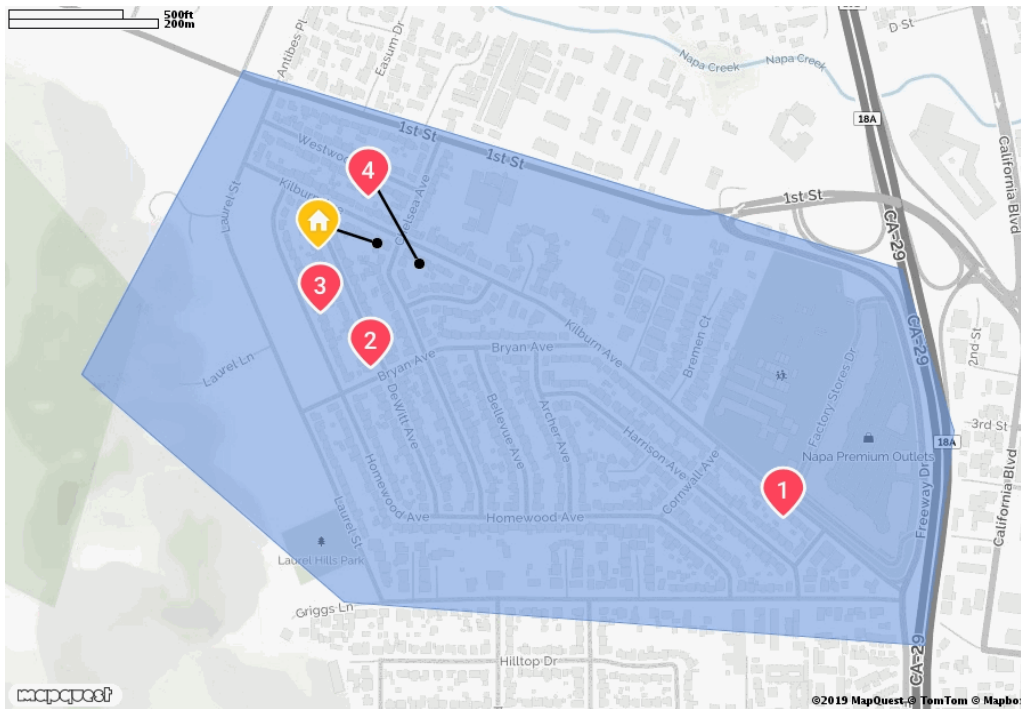 500ft
200m
Antibes Pl
Easum Dr
Napa Creek
Napa Creek
D St
18A
California Blvd
1st St
1st St
Westwoo
4
Kilburn Ave
Chelsea Ave
Laurel St
1st St
CA-29
3
2
Kilburn Ave
Bremen Ct
CA-29
2nd St
Laurel Ln
Bryan Ave
Bryan Ave
DeWitt Ave
Bellevue Ave
Archer Ave
Harrison Ave
Cornwall Ave
Factory Stores Dr
Napa Premium Outlets
18A
3rd St
California Blvd
1
Homewood Ave
Homewood Ave
Laurel St
Freeway Dr
Laurel Hills Park
Griggs Ln
Hilltop Dr
CA-29
mapquest
©2019 MapQuest © TomTom © Mapbo